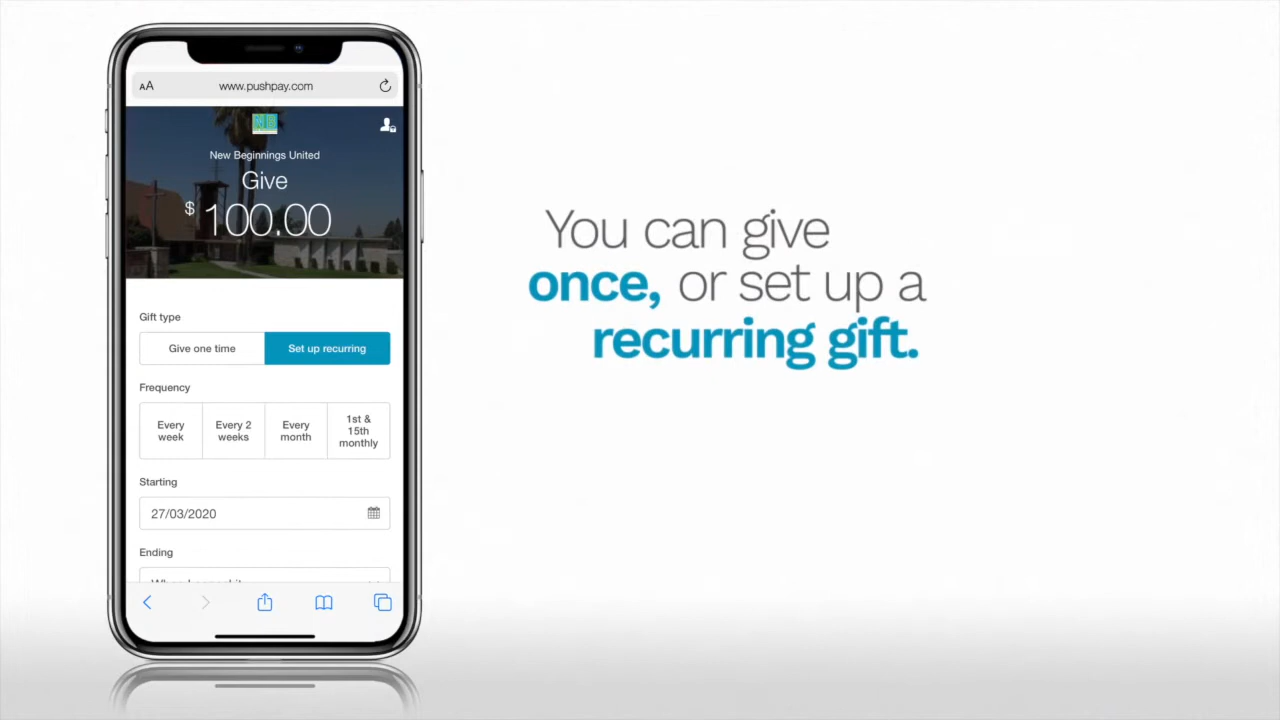 AA
www.pushpay.com
NB
New Beginnings United
Give
$ 100.00
Gift type
Give one time
Set up recurring
Frequency
Every
week
Every 2
weeks
Every
month
1st &
15th
monthly
Starting
27/03/2020
Ending
You can give
once, or set up a
recurring gift.